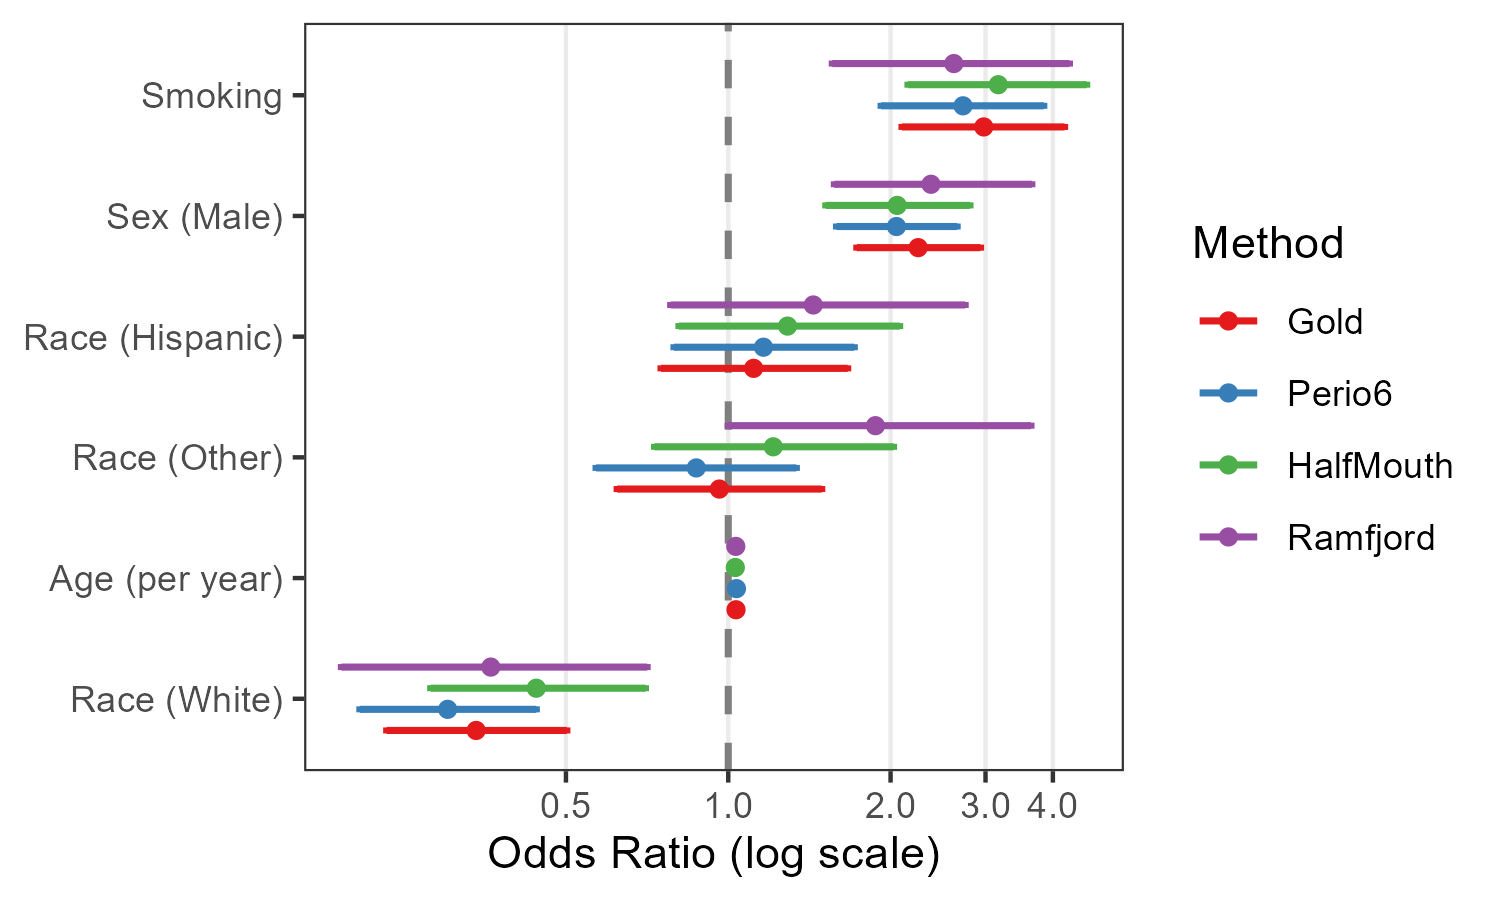 Smoking
Sex (Male)
Race (Hispanic)
Race (Other)
Age (per year)
Race (White)
0.5 1.0 2.0 3.0 4.0
Odds Ratio (log scale)
Method
Gold
Perio6
HalfMouth
Ramfjord